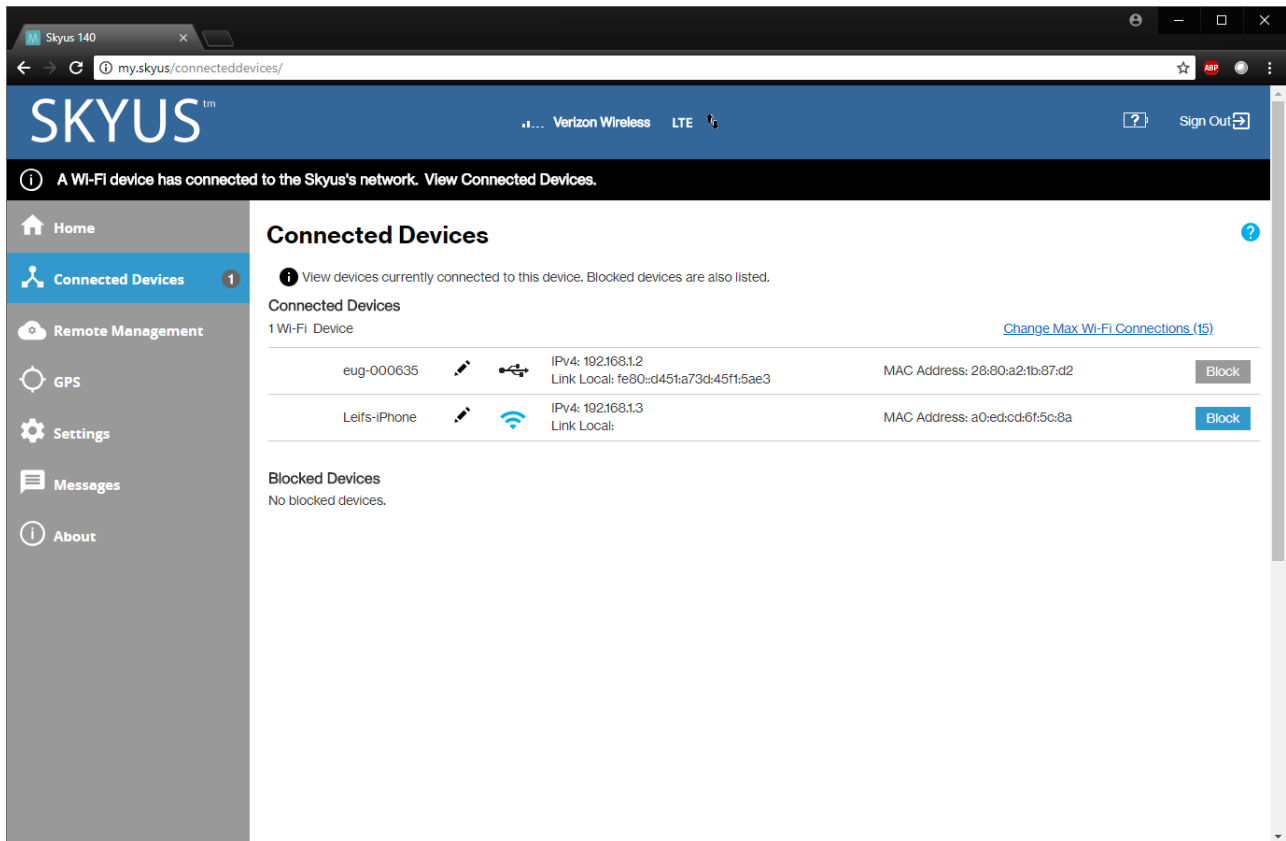 Skyus 140
my.skyus/connecteddevices/
ABP
SKYUS™
Verizon Wireless LTE
Sign Out
A Wi-Fi device has connected to the Skyus's network. View Connected Devices.
Home
Connected Devices 1
Remote Management
GPS
Settings
Messages
About
Connected Devices
View devices currently connected to this device. Blocked devices are also listed.
Connected Devices
1 Wi-Fi Device Change Max Wi-Fi Connections (15)
eug-000635 IPv4: 192.168.1.2 MAC Address: 28:80:a2:1b:87:d2 Block
Link Local: fe80::d451:a73d:45f1:5ae3
Leifs-iPhone IPv4: 192.168.1.3 MAC Address: a0:ed:cd:6f:5c:8a Block
Link Local:
Blocked Devices
No blocked devices.